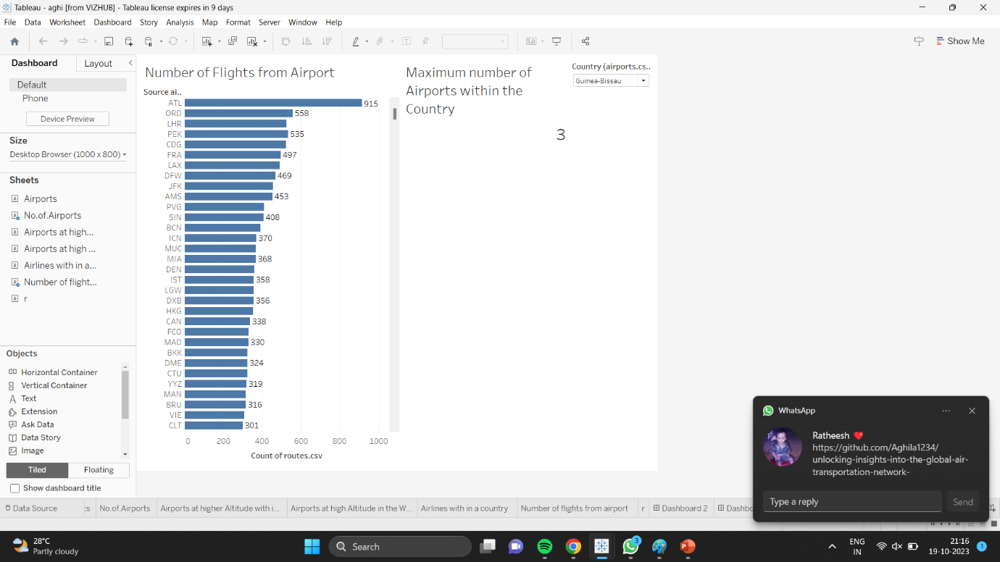 Tableau - aghi [from VIZHUB] - Tableau license expires in 9 days
File Data Worksheet Dashboard Story Analysis Map Format Server Window Help
Show Me
Dashboard
Layout
Default
Phone
Device Preview
Size
Desktop Browser (1000 x 800)
Sheets
Airports
No.of.Airports
Airports at high...
Airports at high ...
Airlines with in a...
Number of flight...
r
Objects
Horizontal Container
Vertical Container
Text
Extension
Ask Data
Data Story
Image
Tiled
Floating
Show dashboard title
Number of Flights from Airport
Source ai..
ATL 915
ORD 558
LHR
PEK 535
CDG
FRA 497
LAX
DFW 469
JFK
AMS 453
PVG
SIN 408
BCN
ICN 370
MUC
MIA 368
DEN
IST 358
LGW
DXB 356
HKG
CAN 338
FCO
MAD 330
BKK
DME 324
CTU
YYZ 319
MAN
BRU 316
VIE
CLT 301
0 200 400 600 800 1000
Count of routes.csv
Maximum number of
Airports within the
Country
3
Country (airports.cs..
Guinea-Bissau
WhatsApp
Ratheesh ❤️
https://github.com/Aghila1234/
unlocking-insights-into-the-global-air-
transportation-network-
Type a reply
Send
Data Source
:s
No.of.Airports
Airports at higher Altitude with i...
Airports at high Altitude in the W...
Airlines with in a country
Number of flights from airport
r
Dashboard 2
Dashbo
28°C
Partly cloudy
Search
3
ENG
IN
21:16
19-10-2023
1